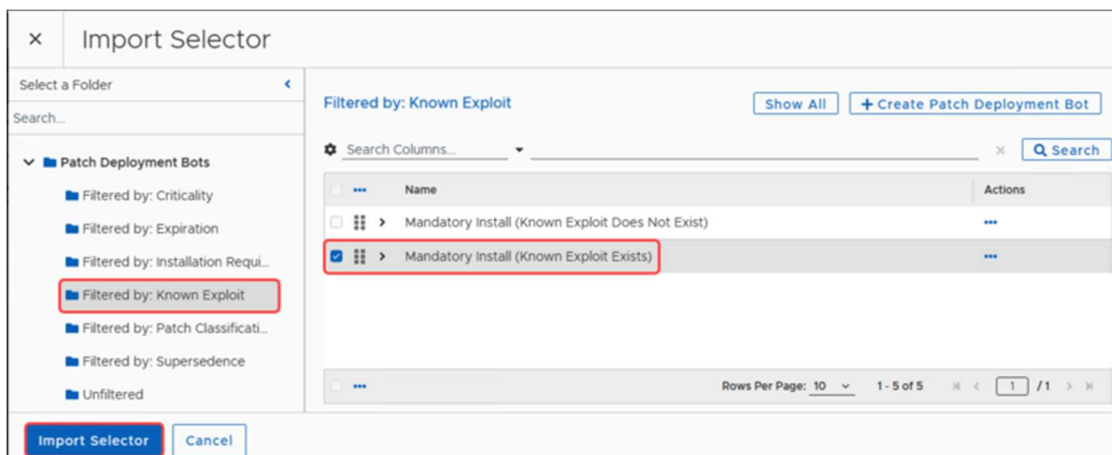 × Import Selector
Select a Folder
Search...
Patch Deployment Bots
Filtered by: Criticality
Filtered by: Expiration
Filtered by: Installation Requi...
Filtered by: Known Exploit
Filtered by: Patch Classificati...
Filtered by: Supersedence
Unfiltered
Filtered by: Known Exploit
Show All
+ Create Patch Deployment Bot
Search Columns...
× Search
Name Actions
Mandatory Install (Known Exploit Does Not Exist)
Mandatory Install (Known Exploit Exists)
Rows Per Page: 10 1 - 5 of 5 1 / 1
Import Selector
Cancel